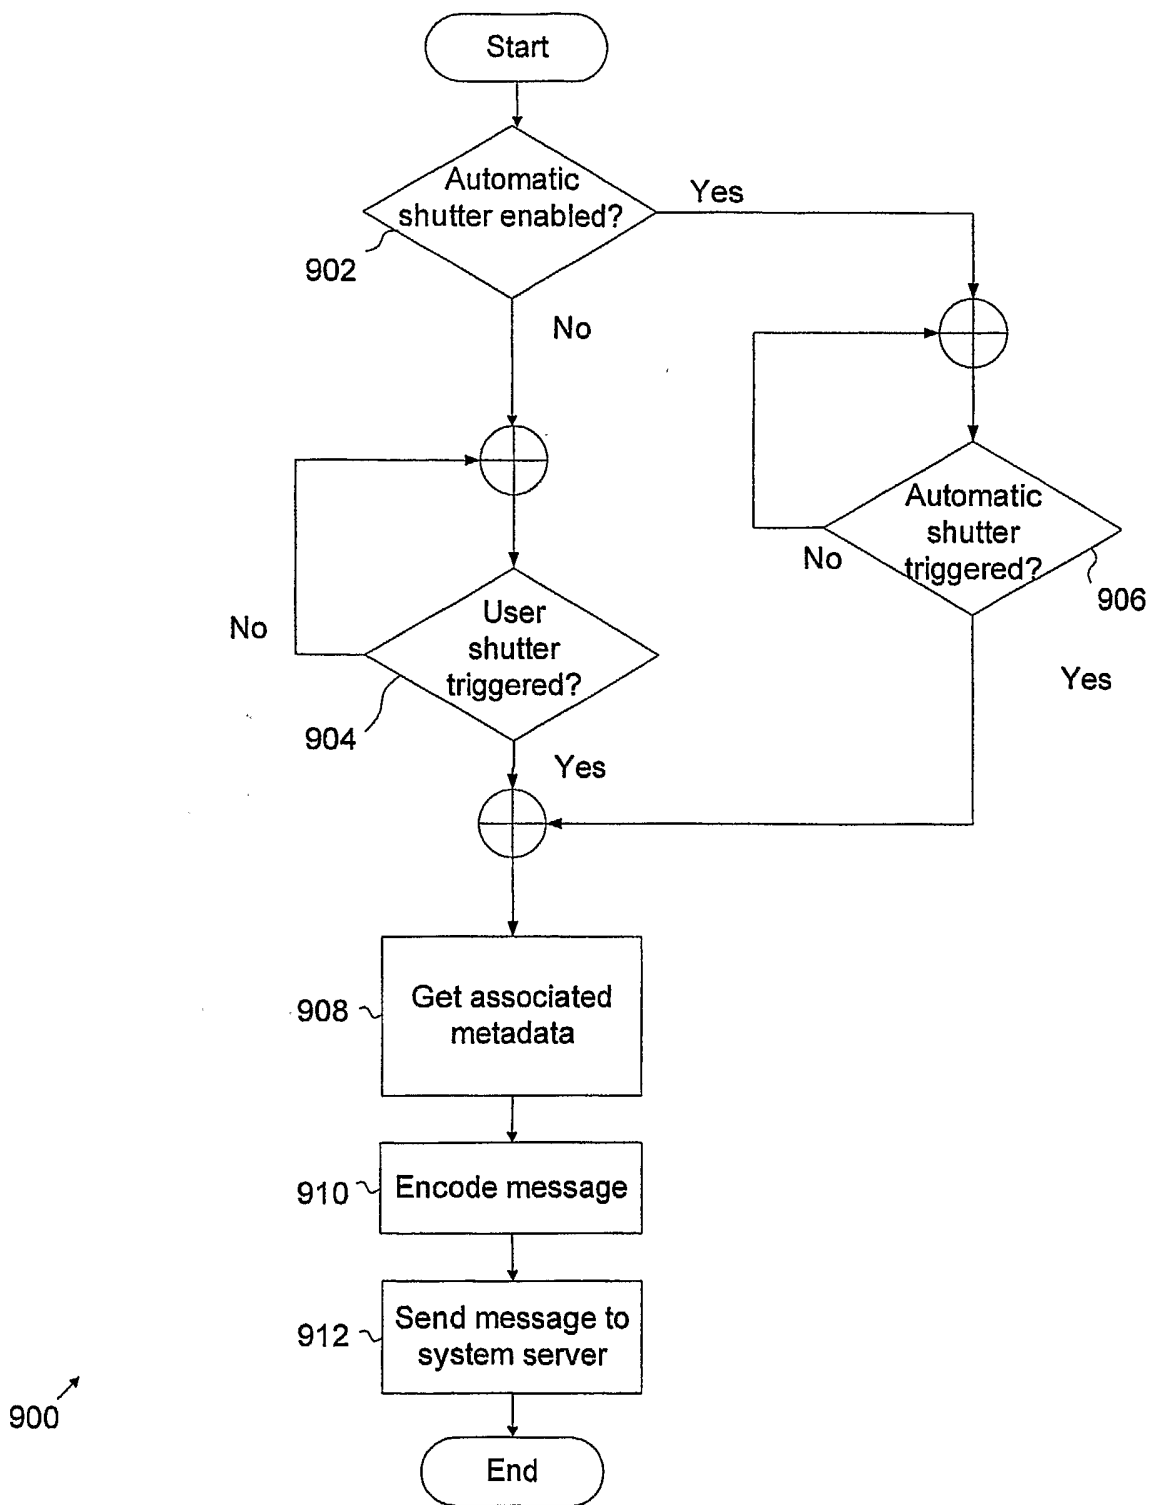 Start
Automatic
shutter enabled?
Yes
902
No
Automatic
shutter
triggered?
No
906
User
shutter
triggered?
No
Yes
904
Yes
Get associated
metadata
908
Encode message
910
Send message to
system server
912
900
End